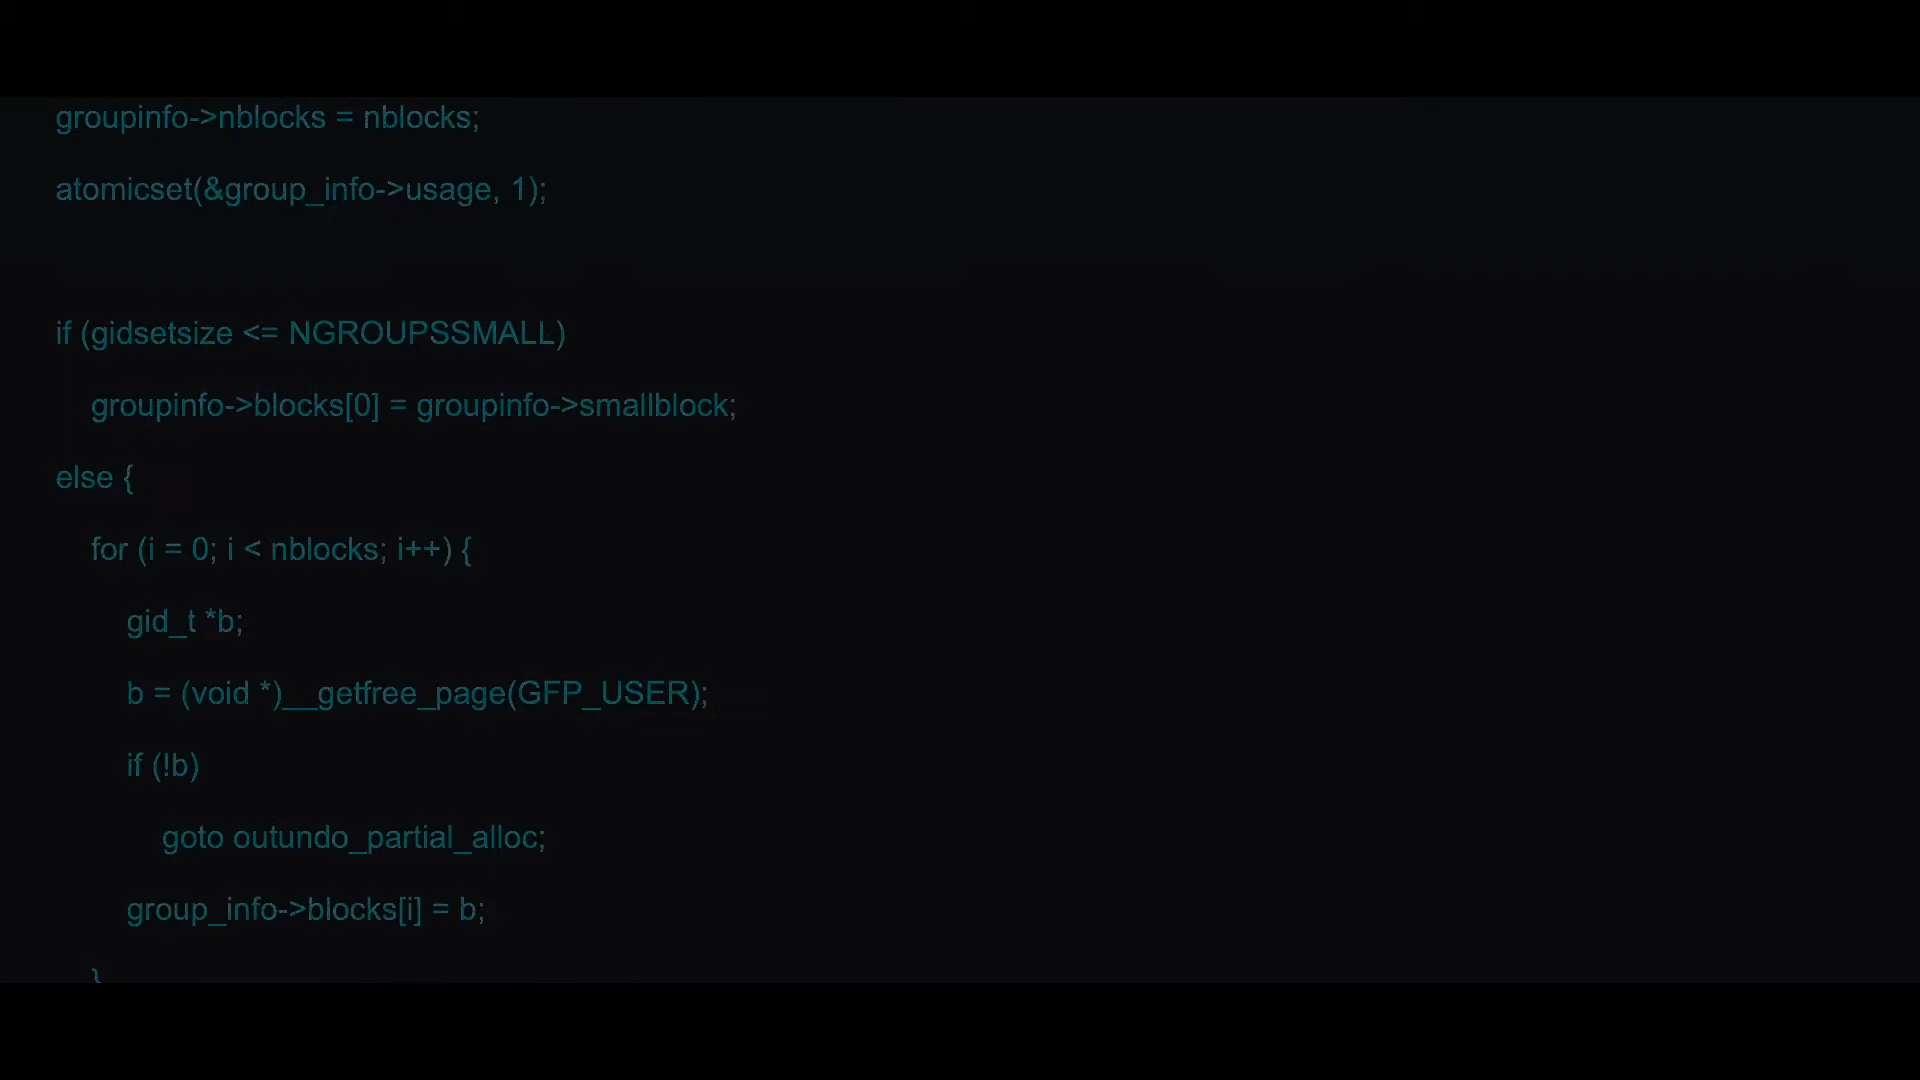 groupinfo->nblocks = nblocks;
atomicset(&group_info->usage, 1);
if (gidsetsize <= NGROUPSSMALL)
groupinfo->blocks[0] = groupinfo->smallblock;
else {
for (i = 0; i < nblocks; i++) {
gid_t *b;
b = (void *)__getfree_page(GFP_USER);
if (!b)
goto outundo_partial_alloc;
group_info->blocks[i] = b;
}